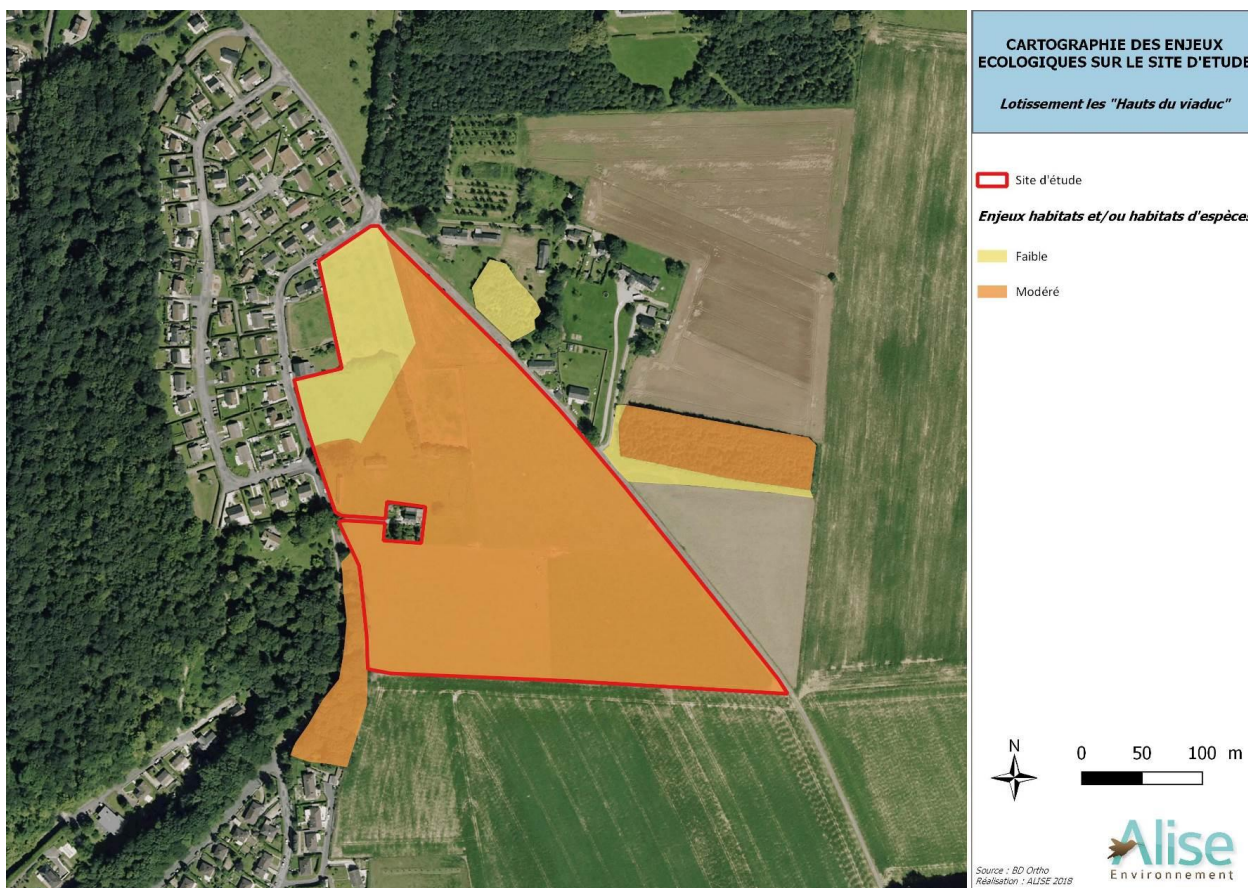 CARTOGRAPHIE DES ENJEUX
ECOLOGIQUES SUR LE SITE D'ETUDE
Lotissement les "Hauts du viaduc"
Site d'étude
Enjeux habitats et/ou habitats d'espèces
Faible
Modéré
N
0 50 100 m
Alise
Environnement
Source : BD Ortho
Réalisation : ALISE 2018